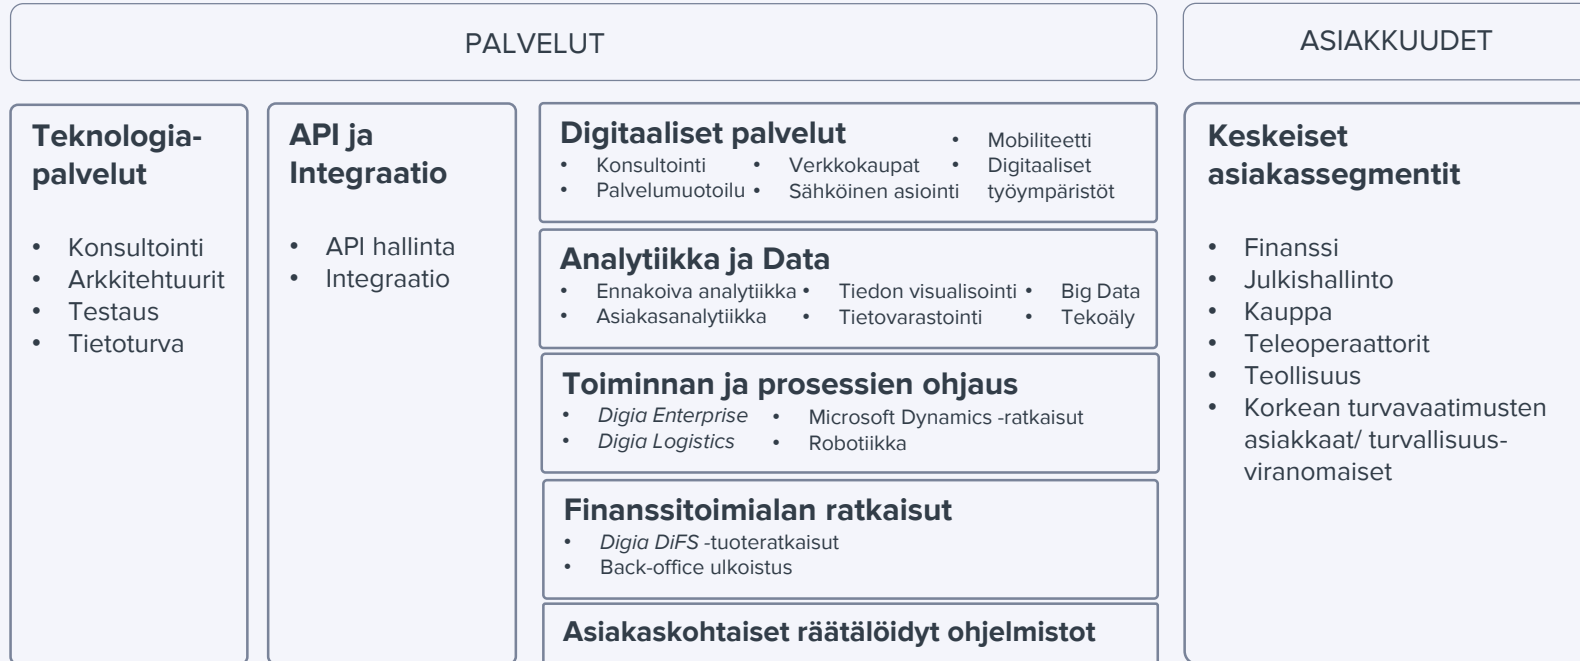 PALVELUT
ASIAKKUUDET
Teknologia-
palvelut
• Konsultointi
• Arkkitehtuurit
• Testaus
• Tietoturva
API ja
Integraatio
• API hallinta
• Integraatio
Digitaaliset palvelut
• Konsultointi
• Palvelumuotoilu
• Verkkokaupat
• Sähköinen asiointi
• Mobiliteetti
• Digitaaliset
työympäristöt
Analytiikka ja Data
• Ennakoiva analytiikka
• Asiakasanalytiikka
• Tiedon visualisointi
• Tietovarastointi
• Big Data
• Tekoäly
Toiminnan ja prosessien ohjaus
• Digia Enterprise
• Digia Logistics
• Microsoft Dynamics -ratkaisut
• Robotiikka
Finanssitoimialan ratkaisut
• Digia DiFS -tuoteratkaisut
• Back-office ulkoistus
Asiakaskohtaiset räätälöidyt ohjelmistot
Keskeiset
asiakassegmentit
• Finanssi
• Julkishallinto
• Kauppa
• Teleoperaattorit
• Teollisuus
• Korkean turvavaatimusten
asiakkaat/ turvallisuus-
viranomaiset